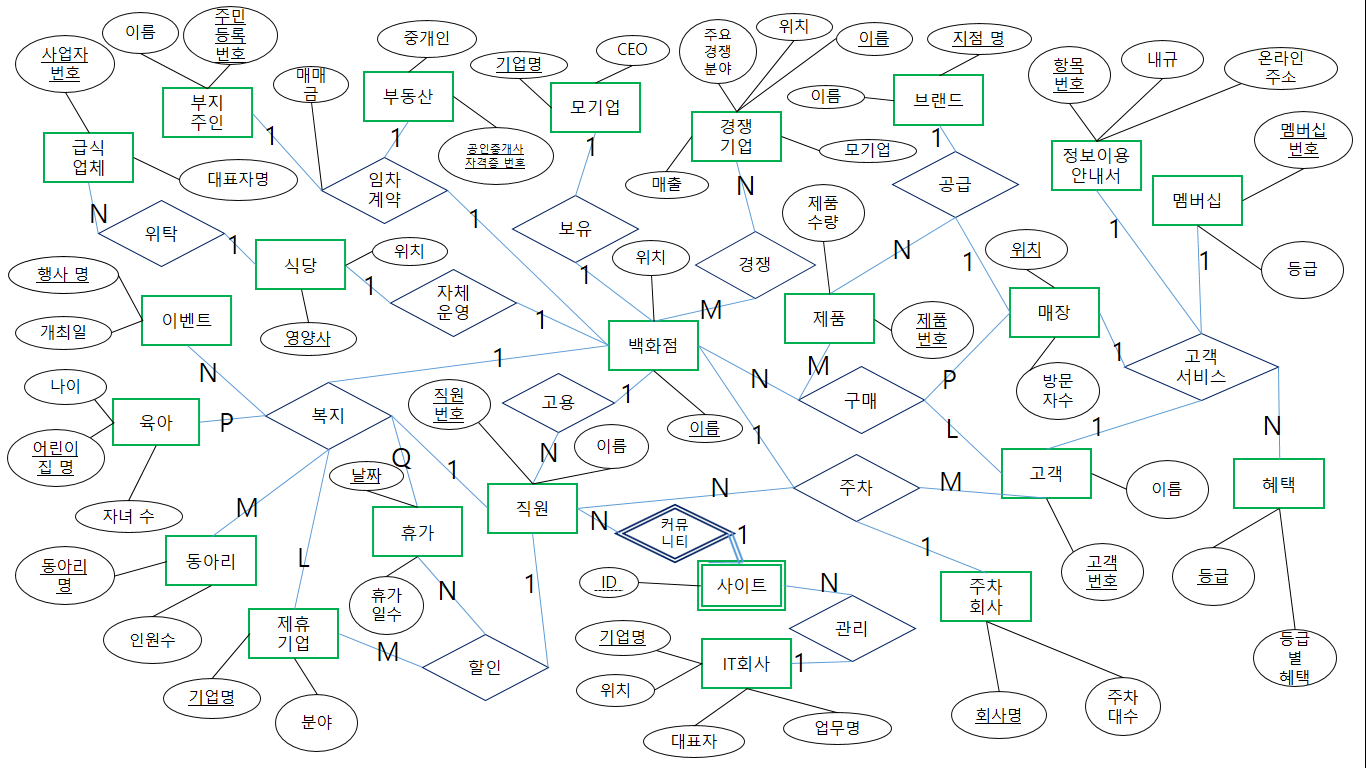 사업자
번호
이름
주민
등록
번호
부지
주인
급식
업체
대표자명
매매
금
중개인
부동산
공인중개사
자격증 번호
기업명
CEO
모기업
주요
경쟁
분야
위치
이름
경쟁
기업
매출
모기업
지점 명
이름
브랜드
항목
번호
내규
온라인
주소
정보이용
안내서
멤버십
번호
멤버십
등급
1
1
1
N
1
1
1
임차
계약
1
보유
1
공급
N
1
N
위탁
1
식당
위치
영양사
1
자체
운영
1
위치
경쟁
M
제품
수량
제품
제품
번호
위치
매장
방문
자수
1
고객
서비스
1
N
행사 명
개최일
이벤트
N
백화점
이름
1
1
고용
N
N
M
구매
P
L
1
나이
어린이
집 명
육아
자녀 수
P
복지
Q
1
M
L
직원
번호
이름
직원
날짜
휴가
휴가
일수
N
1
동아리
명
동아리
인원수
제휴
기업
기업명
분야
M
할인
N
주차
M
1
N
커뮤
니티
1
ID
사이트
N
관리
1
기업명
위치
IT회사
대표자
업무명
고객
이름
고객
번호
주차
회사
회사명
주차
대수
혜택
등급
등급
별
혜택